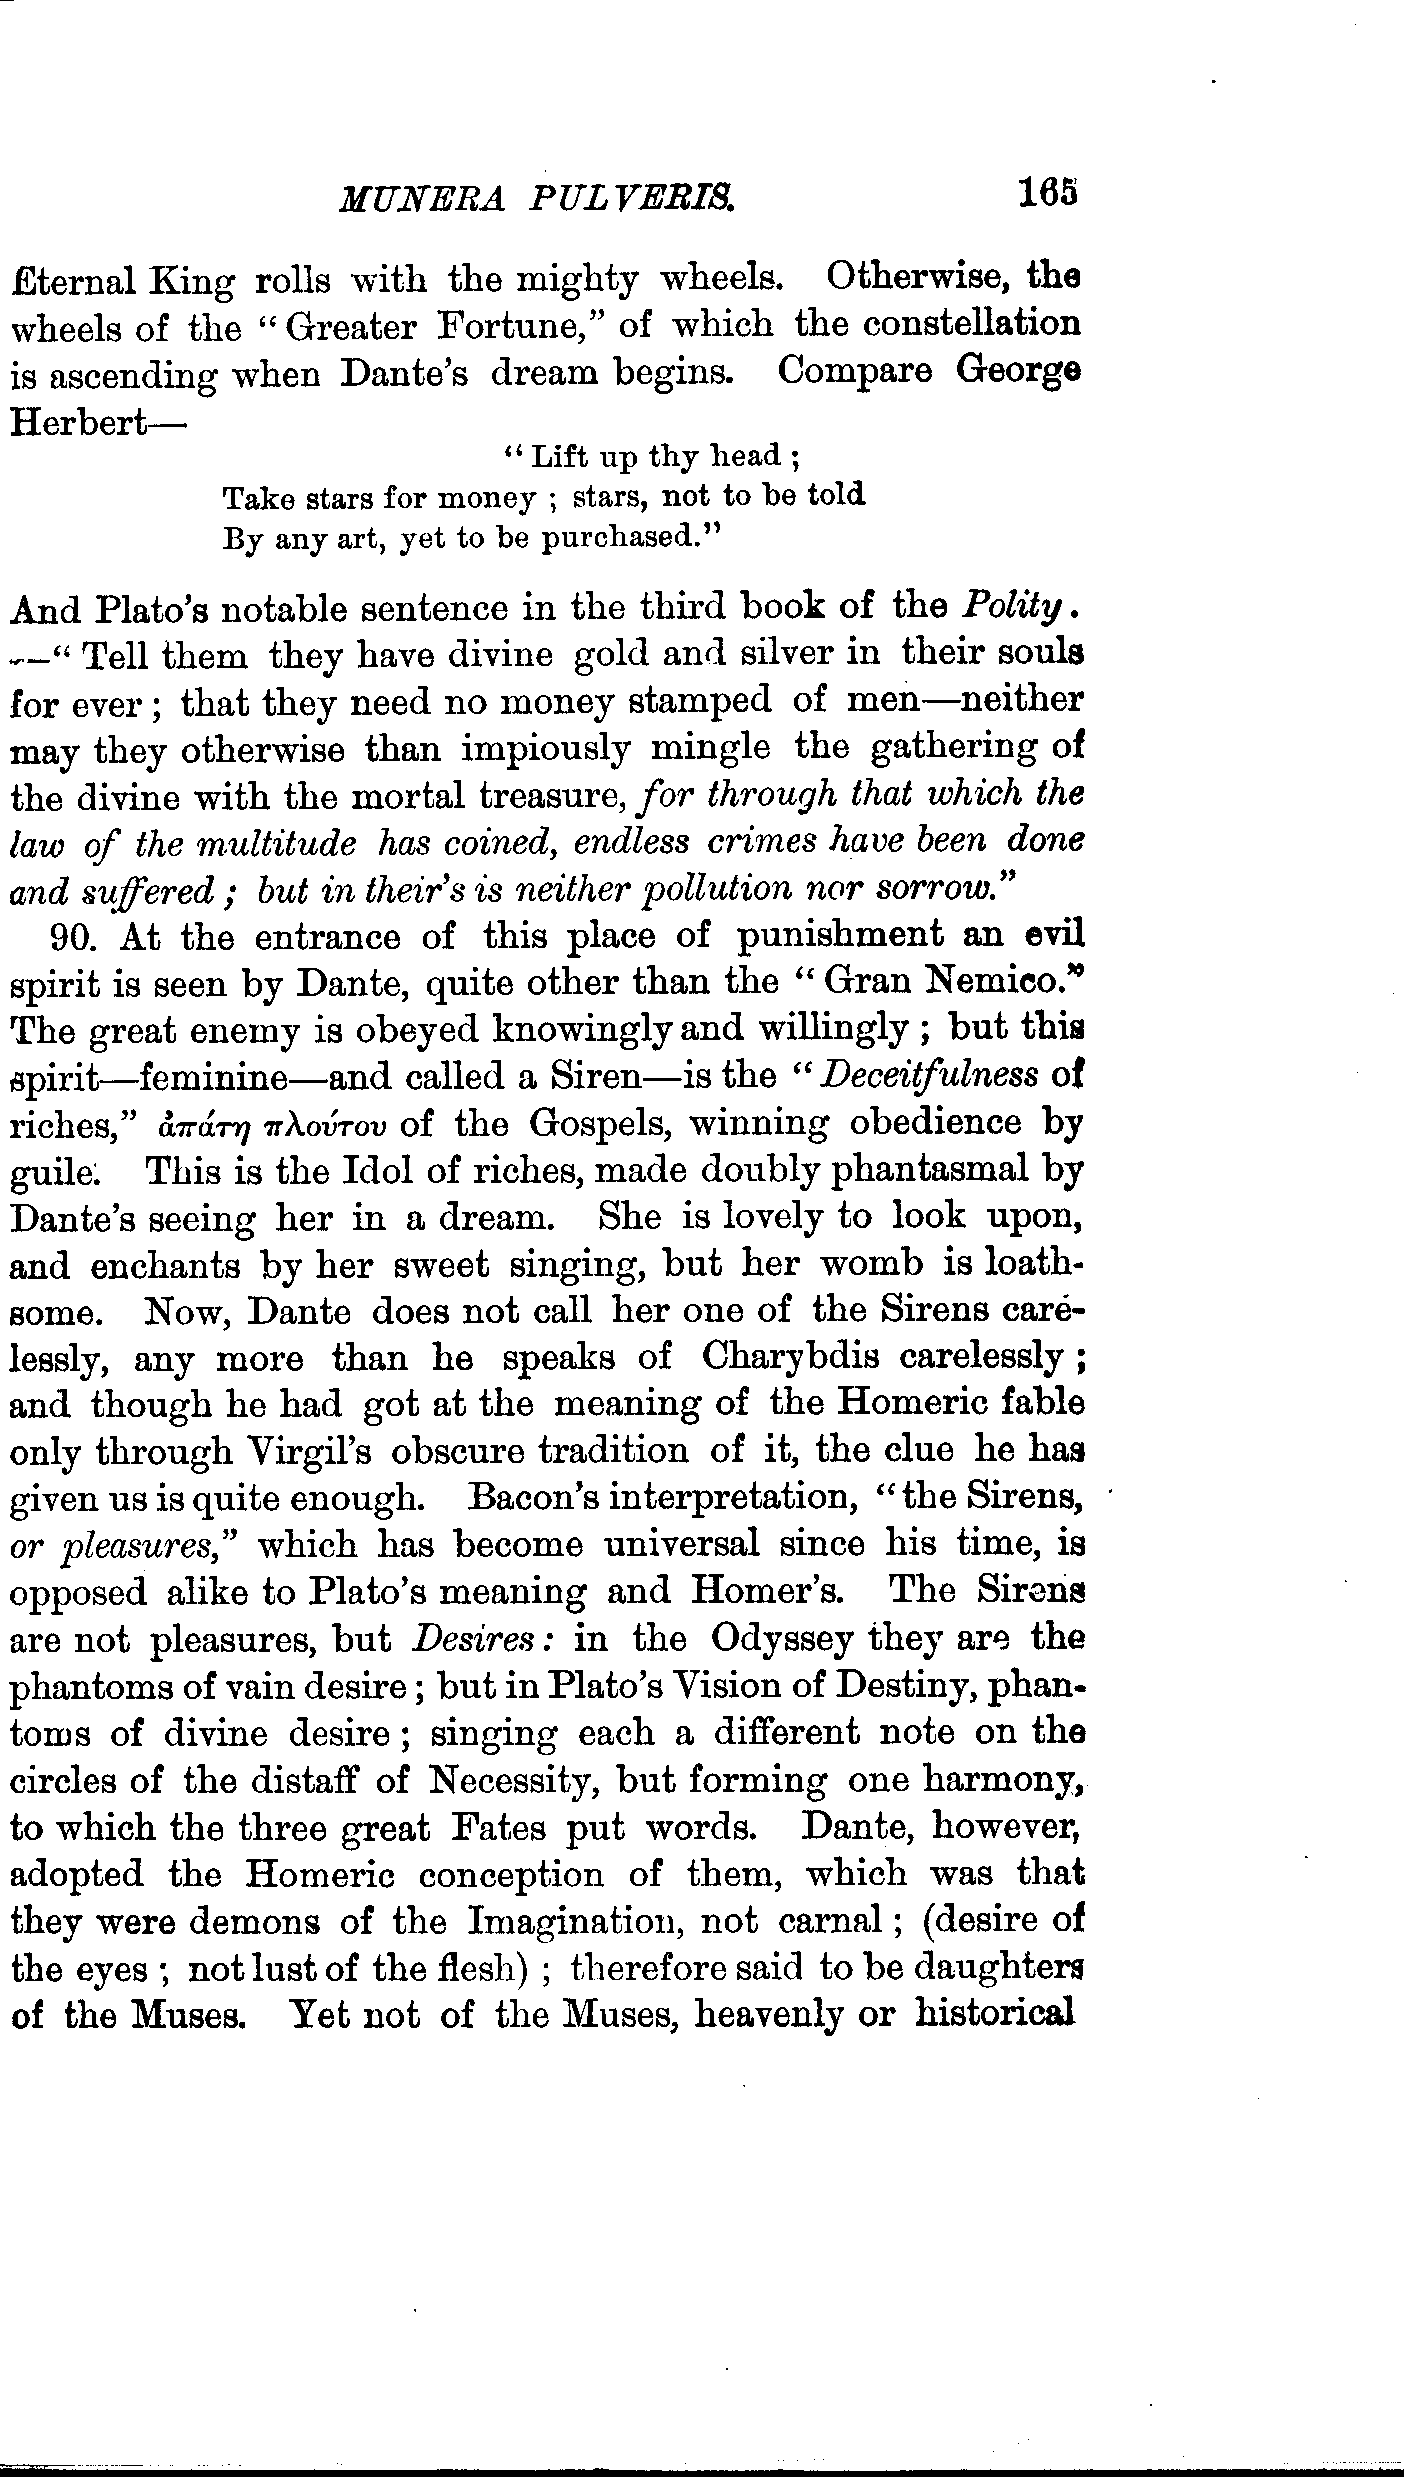 MUNERA PULVERIS. 165
Eternal King rolls with the mighty wheels. Otherwise, the
wheels of the “Greater Fortune,” of which the constellation
is ascending when Dante’s dream begins. Compare George
Herbert—
“Lift up thy head ;
Take stars for money ; stars, not to be told
By any art, yet to be purchased.”
And Plato’s notable sentence in the third book of the Polity.
—“Tell them they have divine gold and silver in their souls
for ever ; that they need no money stamped of men—neither
may they otherwise than impiously mingle the gathering of
the divine with the mortal treasure, for through that which the
law of the multitude has coined, endless crimes have been done
and suffered ; but in their’s is neither pollution nor sorrow.”
90. At the entrance of this place of punishment an evil
spirit is seen by Dante, quite other than the “Gran Nemico.”
The great enemy is obeyed knowingly and willingly ; but this
spirit—feminine—and called a Siren—is the “Deceitfulness of
riches,” ἀπάτη πλούτου of the Gospels, winning obedience by
guile. This is the Idol of riches, made doubly phantasmal by
Dante’s seeing her in a dream. She is lovely to look upon,
and enchants by her sweet singing, but her womb is loath-
some. Now, Dante does not call her one of the Sirens care-
lessly, any more than he speaks of Charybdis carelessly ;
and though he had got at the meaning of the Homeric fable
only through Virgil’s obscure tradition of it, the clue he has
given us is quite enough. Bacon’s interpretation, “the Sirens,
or pleasures,” which has become universal since his time, is
opposed alike to Plato’s meaning and Homer’s. The Sirens
are not pleasures, but Desires: in the Odyssey they are the
phantoms of vain desire ; but in Plato’s Vision of Destiny, phan-
toms of divine desire ; singing each a different note on the
circles of the distaff of Necessity, but forming one harmony,
to which the three great Fates put words. Dante, however,
adopted the Homeric conception of them, which was that
they were demons of the Imagination, not carnal ; (desire of
the eyes ; not lust of the flesh) ; therefore said to be daughters
of the Muses. Yet not of the Muses, heavenly or historical